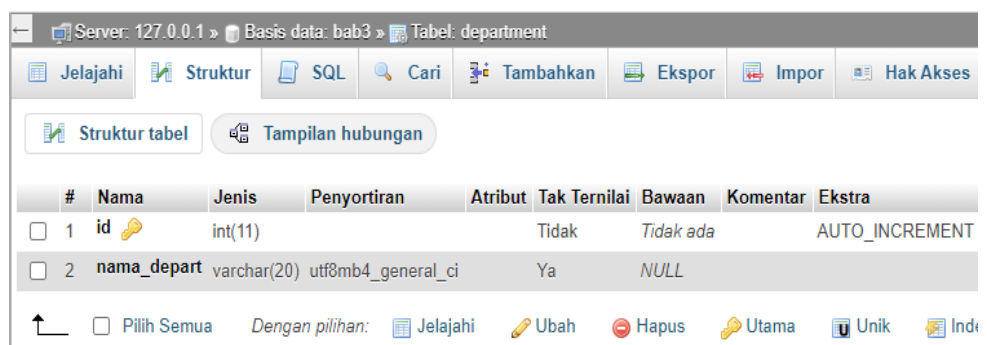 ← Server: 127.0.0.1 » Basis data: bab3 » Tabel: department
Jelajahi Struktur SQL Cari Tambahkan Ekspor Impor Hak Akses
Struktur tabel Tampilan hubungan
# Nama Jenis Penyortiran Atribut Tak Ternilai Bawaan Komentar Ekstra
1 id int(11) Tidak Tidak ada AUTO_INCREMENT
2 nama_depart varchar(20) utf8mb4_general_ci Ya NULL
Pilih Semua Dengan pilihan: Jelajahi Ubah Hapus Utama u Unik Inde